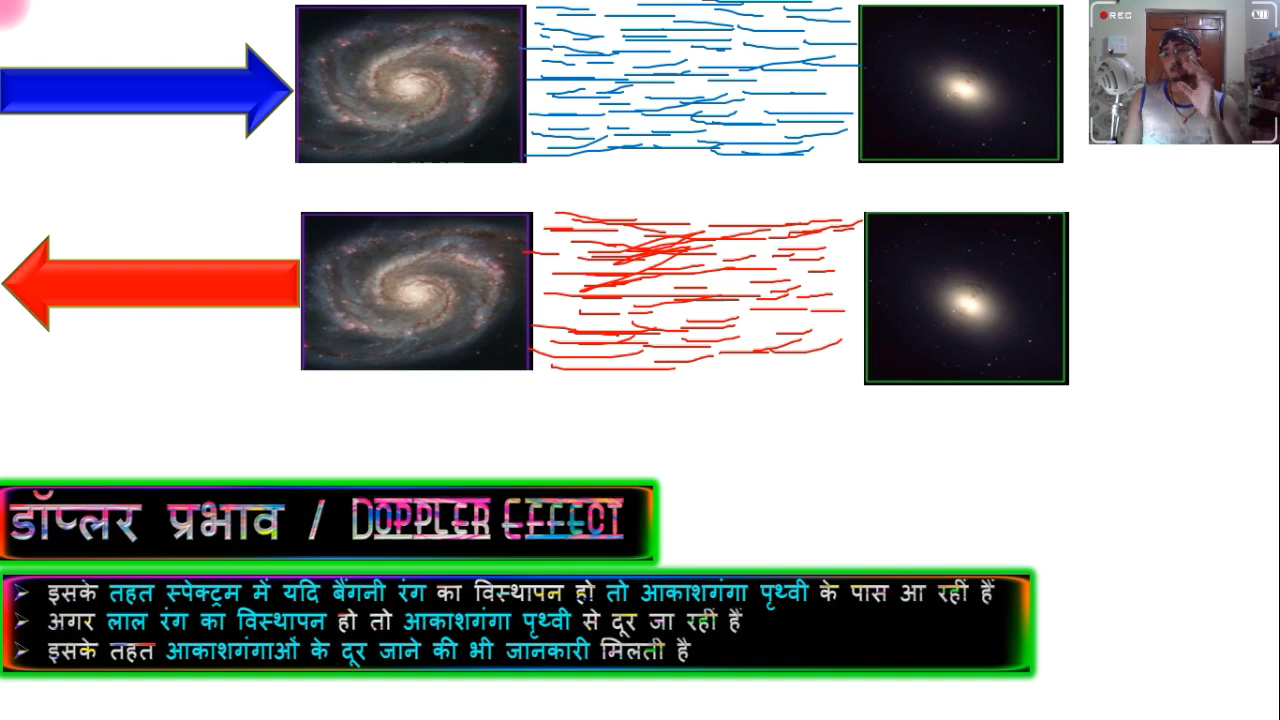 REC
डॉप्लर प्रभाव / DOPPLER EFFECT
इसके तहत स्पेक्ट्रम में यदि बैंगनी रंग का विस्थापन हो तो आकाशगंगा पृथ्वी के पास आ रहीं हैं
अगर लाल रंग का विस्थापन हो तो आकाशगंगा पृथ्वी से दूर जा रहीं हैं
इसके तहत आकाशगंगाओं के दूर जाने की भी जानकारी मिलती है